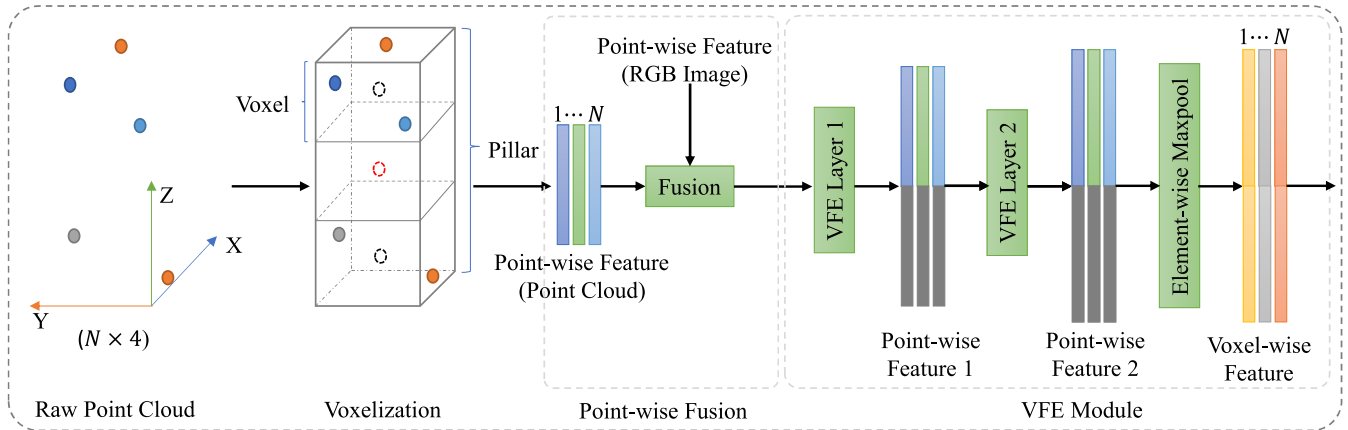 Z
X
Y
(N × 4)
Raw Point Cloud
Voxel
Pillar
Voxelization
1⋯ N
Point-wise Feature
(Point Cloud)
Point-wise Feature
(RGB Image)
Fusion
Point-wise Fusion
VFE Layer 1
Point-wise
Feature 1
VFE Layer 2
Point-wise
Feature 2
Element-wise Maxpool
1⋯ N
Voxel-wise
Feature
VFE Module